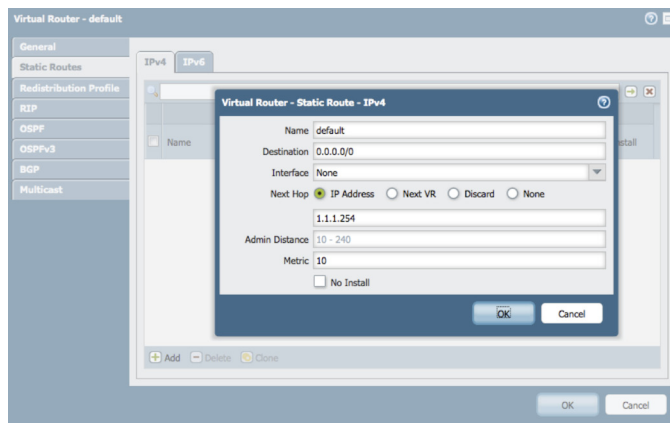 Virtual Router - default
General
Static Routes
Redistribution Profile
RIP
OSPF
OSPFv3
BGP
Multicast
IPv4 IPv6
Name
Virtual Router - Static Route - IPv4
Name default
Destination 0.0.0.0/0
Interface None
Next Hop IP Address Next VR Discard None
1.1.1.254
Admin Distance 10 - 240
Metric 10
No Install
OK Cancel
Add Delete Clone
OK Cancel